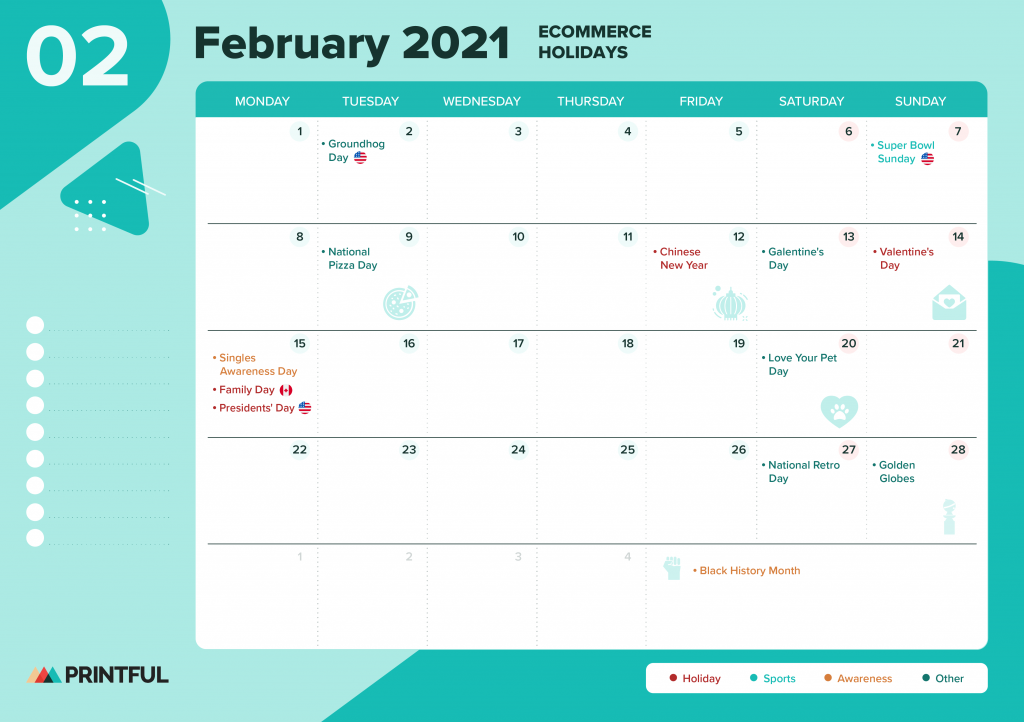 02
February 2021
ECOMMERCE
HOLIDAYS
MONDAY TUESDAY WEDNESDAY THURSDAY FRIDAY SATURDAY SUNDAY
1 2 3 4 5 6 7
• Groundhog
Day
• Super Bowl
Sunday
8 9 10 11 12 13 14
• National
Pizza Day
• Chinese
New Year
• Galentine's
Day
• Valentine's
Day
15 16 17 18 19 20 21
• Singles
Awareness Day
• Family Day
• Presidents' Day
• Love Your Pet
Day
22 23 24 25 26 27 28
• National Retro
Day
• Golden
Globes
1 2 3 4
• Black History Month
PRINTFUL
Holiday Sports Awareness Other